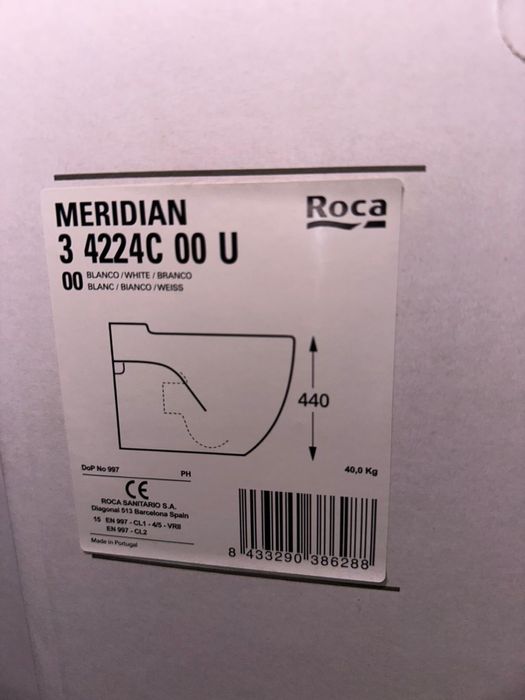 MERIDIAN
Roca
3 4224C 00 U
00 BLANCO / WHITE / BRANCO
BLANC / BIANCO / WEISS
440
DoP No 997
PH
40,0 Kg
CE
ROCA SANITARIO S.A.
Diagonal 513 Barcelona Spain
15 EN 997 - CL1 - 4/5 - VRII
EN 997 - CL2
Made in Portugal
8 433290 386288